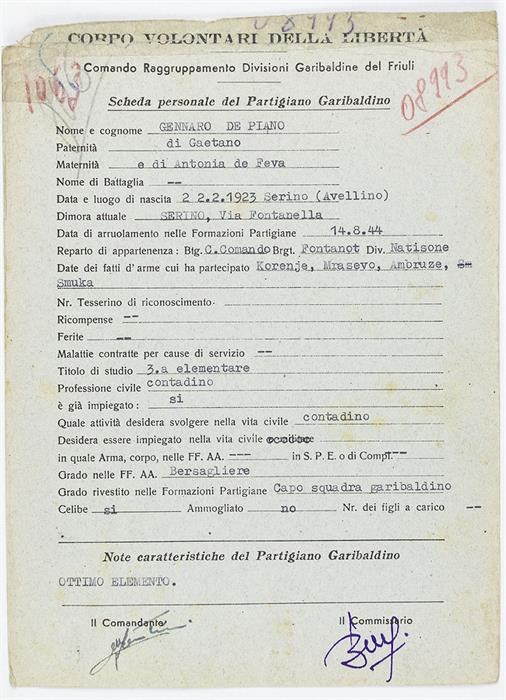 08993
CORPO VOLONTARI DELLA LIBERTÀ
Comando Raggruppamento Divisioni Garibaldine del Friuli
08993
Scheda personale del Partigiano Garibaldino
Nome e cognome GENNARO DE PIANO
Paternità di Gaetano
Maternità e di Antonia de Feva
Nome di Battaglia --
Data e luogo di nascita 2 2.2.1923 Serino (Avellino)
Dimora attuale SERINO, Via Fontanella
Data di arruolamento nelle Formazioni Partigiane 14.8.44
Reparto di appartenenza: Btg. C.Comando Brgt. Fontanot Div. Natisone
Date dei fatti d'arme cui ha partecipato Korenje, Mrasevo, Ambruze, Sm
Smuka
Nr. Tesserino di riconoscimento
Ricompense --
Ferite --
Malattie contratte per cause di servizio --
Titolo di studio 3.a elementare
Professione civile contadino
è già impiegato: si
Quale attività desidera svolgere nella vita civile contadino
Desidera essere impiegato nella vita civile
in quale Arma, corpo, nelle FF. AA. --- in S. P. E. o di Compl. --
Grado nelle FF. AA. Bersagliere
Grado rivestito nelle Formazioni Partigiane Capo squadra garibaldino
Celibe si Ammogliato no Nr. dei figli a carico --
Note caratteristiche del Partigiano Garibaldino
OTTIMO ELEMENTO.
Il Comandante Il Commissario